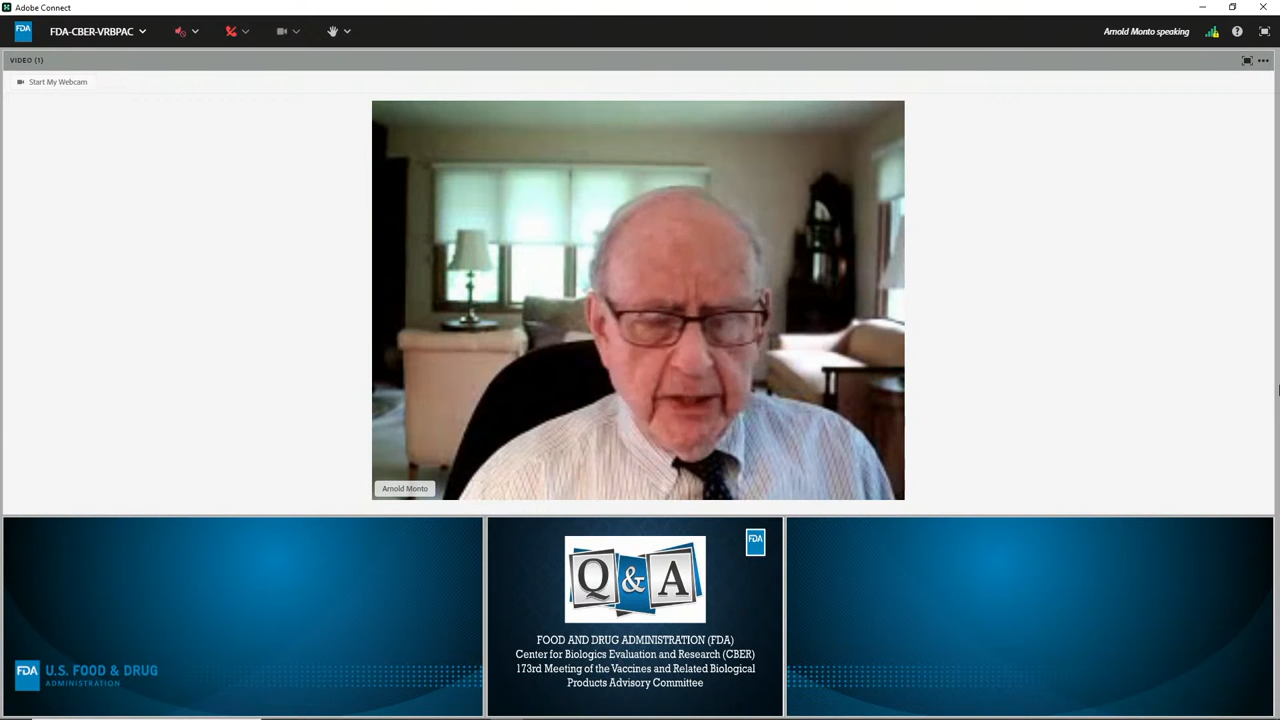 Adobe Connect
FDA
FDA-CBER-VRBPAC
Arnold Monto speaking
VIDEO (1)
Start My Webcam
Arnold Monto
FDA
Q & A
FOOD AND DRUG ADMINISTRATION (FDA)
Center for Biologics Evaluation and Research (CBER)
173rd Meeting of the Vaccines and Related Biological
Products Advisory Committee
FDA U.S. FOOD & DRUG
ADMINISTRATION